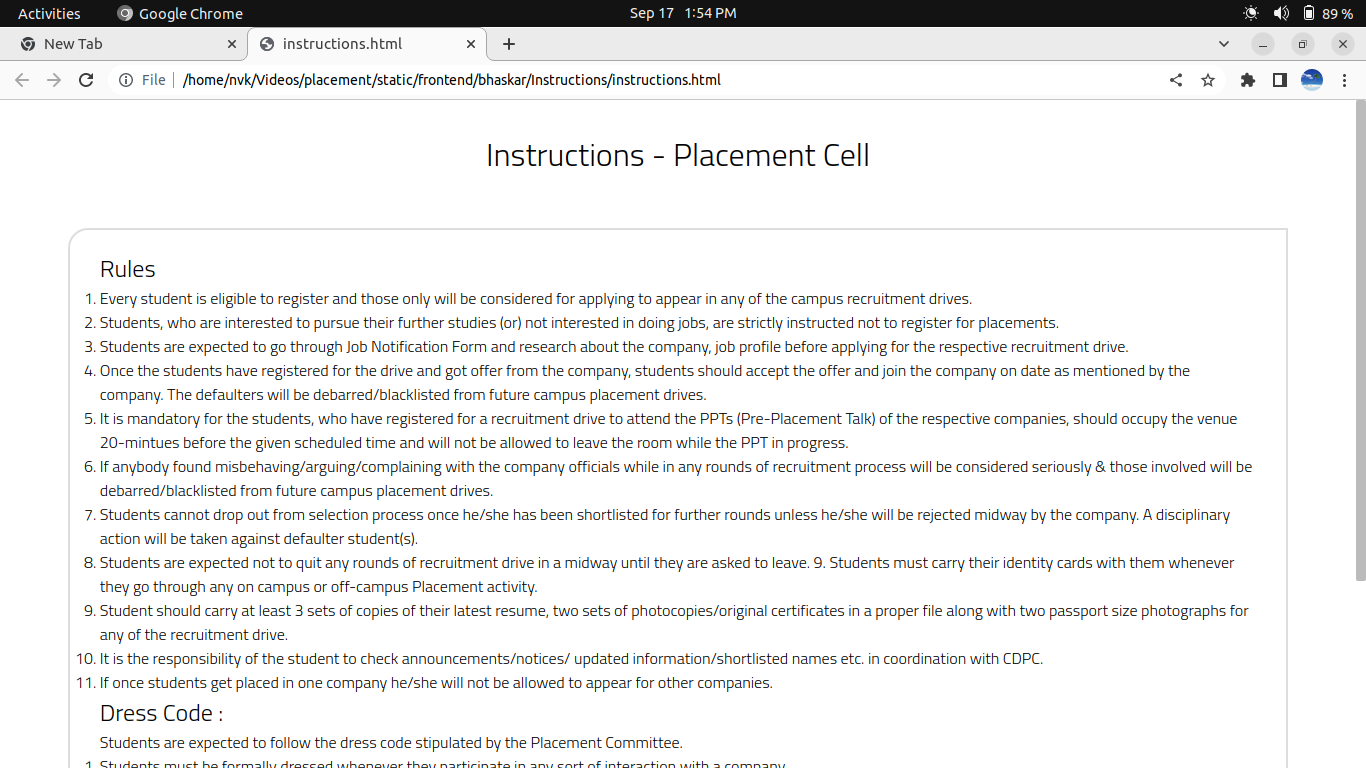 Activities Google Chrome Sep 17 1:54 PM 89 %
New Tab instructions.html
File /home/nvk/Videos/placement/static/frontend/bhaskar/Instructions/instructions.html
Instructions - Placement Cell
Rules
1. Every student is eligible to register and those only will be considered for applying to appear in any of the campus recruitment drives.
2. Students, who are interested to pursue their further studies (or) not interested in doing jobs, are strictly instructed not to register for placements.
3. Students are expected to go through Job Notification Form and research about the company, job profile before applying for the respective recruitment drive.
4. Once the students have registered for the drive and got offer from the company, students should accept the offer and join the company on date as mentioned by the
company. The defaulters will be debarred/blacklisted from future campus placement drives.
5. It is mandatory for the students, who have registered for a recruitment drive to attend the PPTs (Pre-Placement Talk) of the respective companies, should occupy the venue
20-mintues before the given scheduled time and will not be allowed to leave the room while the PPT in progress.
6. If anybody found misbehaving/arguing/complaining with the company officials while in any rounds of recruitment process will be considered seriously & those involved will be
debarred/blacklisted from future campus placement drives.
7. Students cannot drop out from selection process once he/she has been shortlisted for further rounds unless he/she will be rejected midway by the company. A disciplinary
action will be taken against defaulter student(s).
8. Students are expected not to quit any rounds of recruitment drive in a midway until they are asked to leave. 9. Students must carry their identity cards with them whenever
they go through any on campus or off-campus Placement activity.
9. Student should carry at least 3 sets of copies of their latest resume, two sets of photocopies/original certificates in a proper file along with two passport size photographs for
any of the recruitment drive.
10. It is the responsibility of the student to check announcements/notices/ updated information/shortlisted names etc. in coordination with CDPC.
11. If once students get placed in one company he/she will not be allowed to appear for other companies.
Dress Code :
Students are expected to follow the dress code stipulated by the Placement Committee.
1. Students must be formally dressed whenever they participate in any sort of interaction with a company